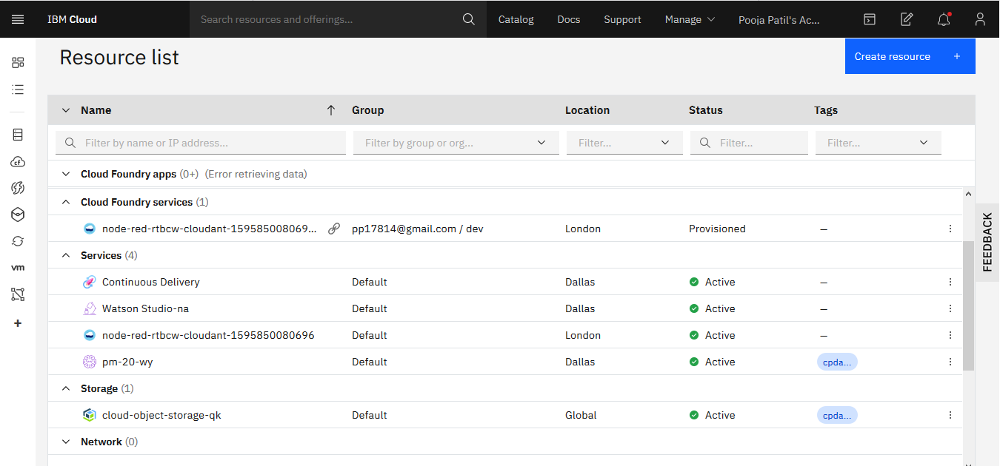 IBM Cloud Search resources and offerings... Catalog Docs Support Manage Pooja Patil's Ac...
Resource list
Create resource +
Name Group Location Status Tags
Filter by name or IP address... Filter by group or org... Filter... Filter... Filter...
Cloud Foundry apps (0+) (Error retrieving data)
Cloud Foundry services (1)
node-red-rtbcw-cloudant-159585008069... pp17814@gmail.com / dev London Provisioned —
Services (4)
Continuous Delivery Default Dallas Active —
Watson Studio-na Default Dallas Active —
node-red-rtbcw-cloudant-1595850080696 Default London Active —
pm-20-wy Default Dallas Active cpda...
Storage (1)
cloud-object-storage-qk Default Global Active cpda...
Network (0)
cf
vm
+
FEEDBACK